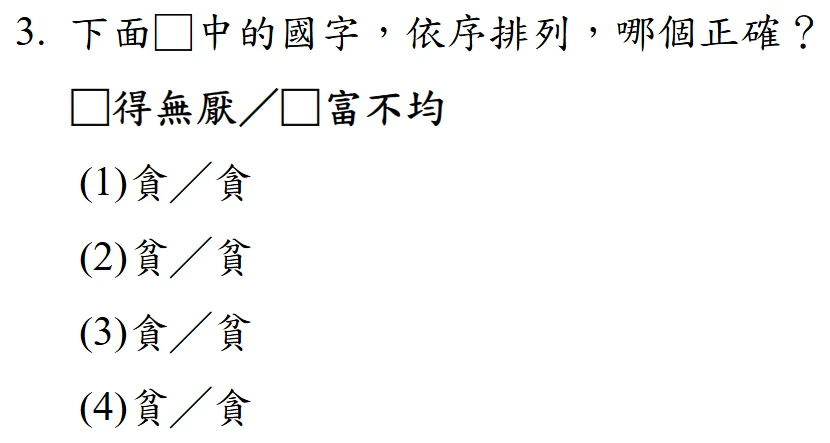 3. 下面□中的國字，依序排列，哪個正確？
□得無厭／□富不均
(1)貪／貪
(2)貧／貧
(3)貪／貧
(4)貧／貪